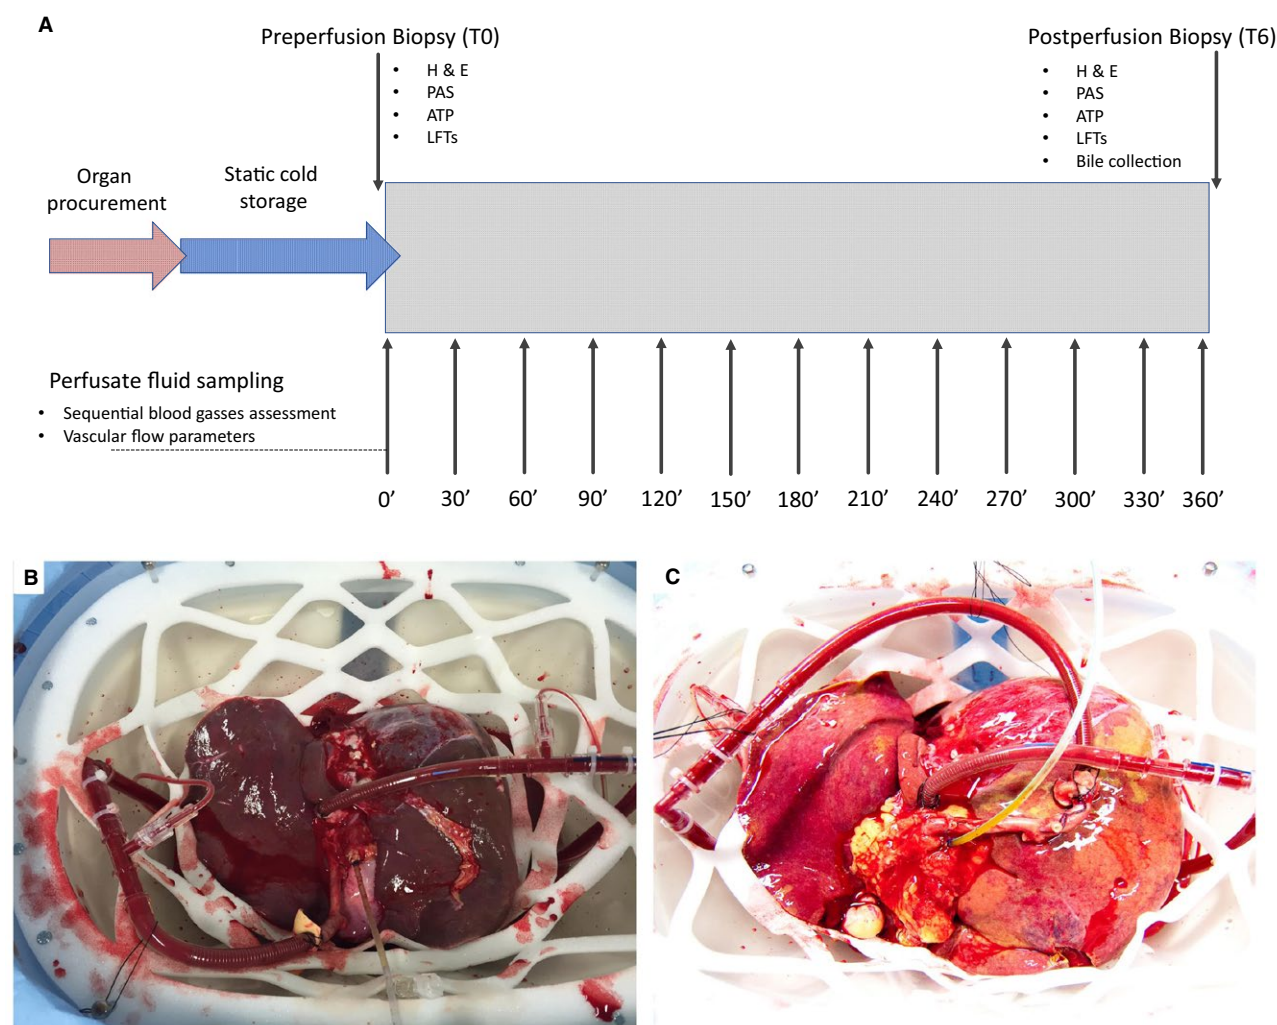 A
Preperfusion Biopsy (T0)
• H & E
• PAS
• ATP
• LFTs
Postperfusion Biopsy (T6)
• H & E
• PAS
• ATP
• LFTs
• Bile collection
Organ
procurement
Static cold
storage
Perfusate fluid sampling
• Sequential blood gasses assessment
• Vascular flow parameters
0’ 30’ 60’ 90’ 120’ 150’ 180’ 210’ 240’ 270’ 300’ 330’ 360’
B
C